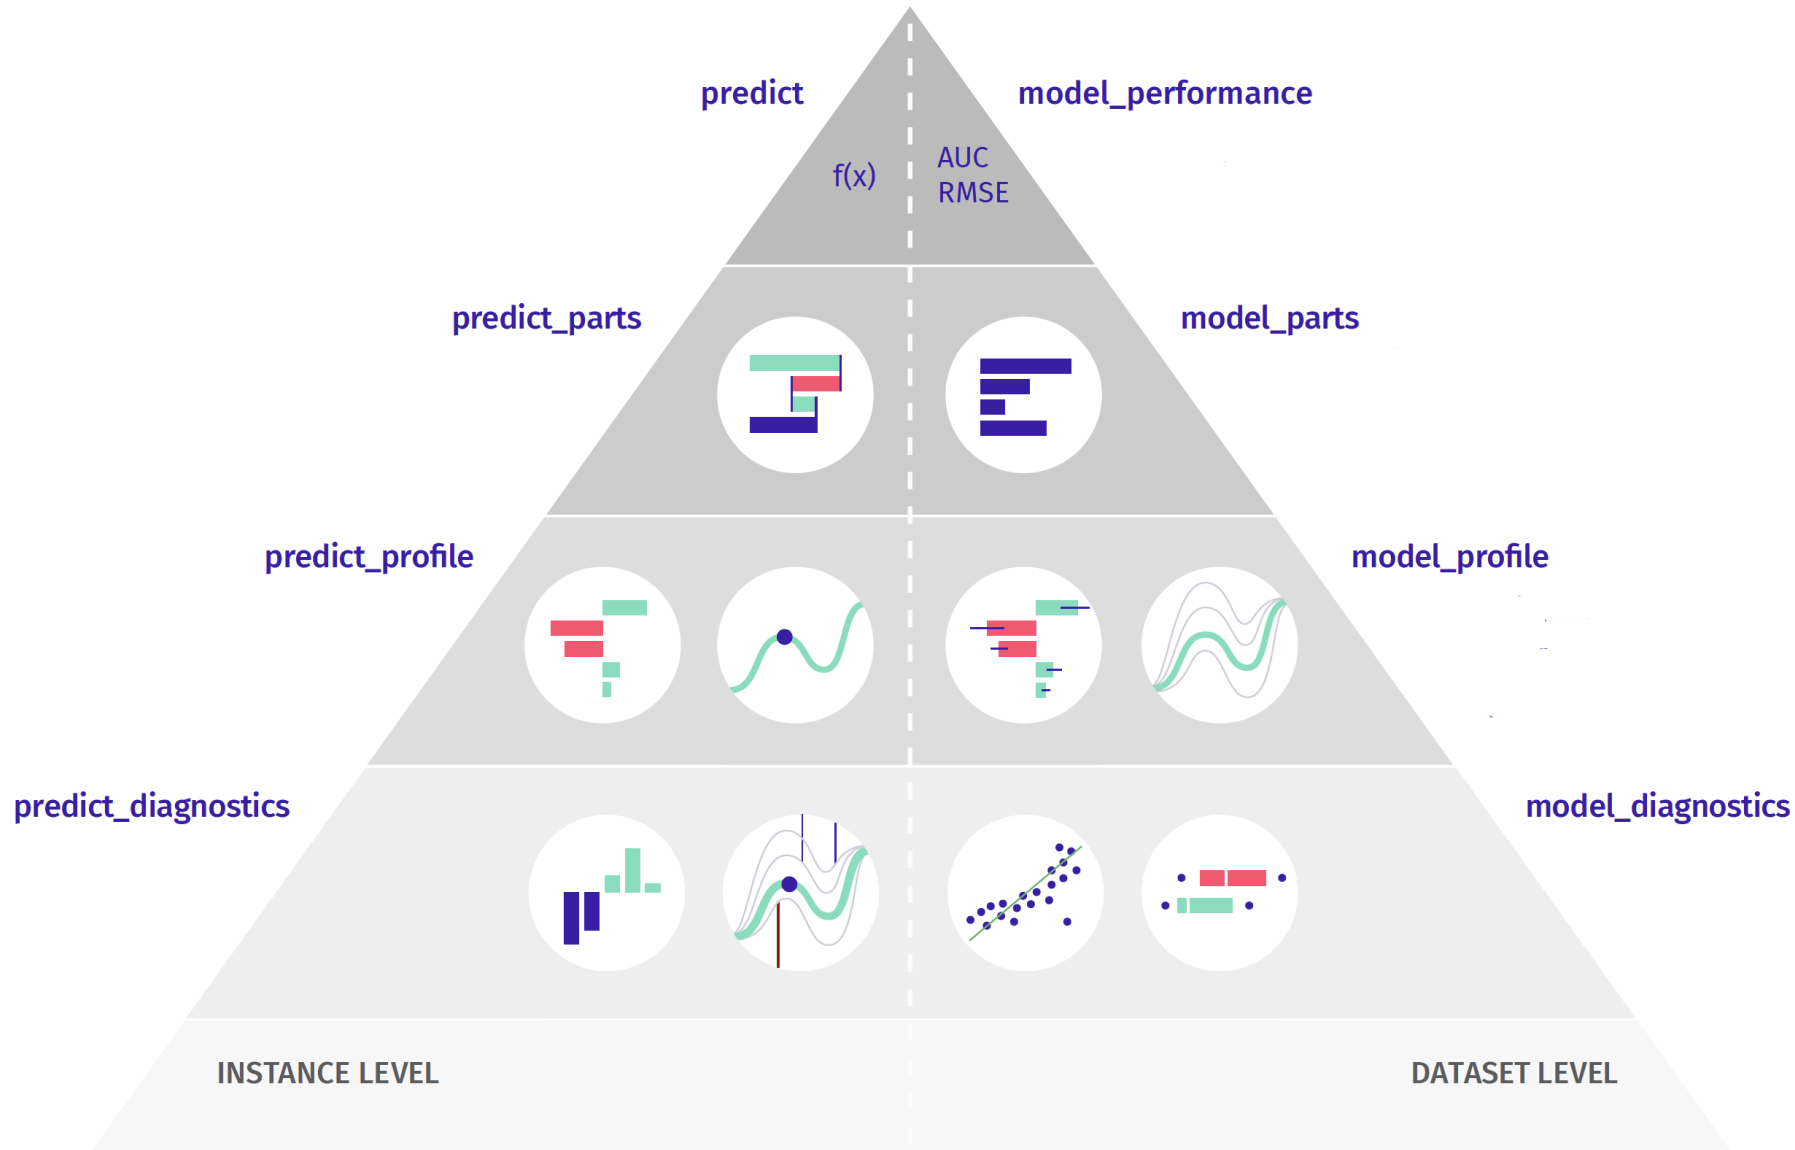 predict
model_performance
f(x)
AUC
RMSE
predict_parts
model_parts
predict_profile
model_profile
predict_diagnostics
model_diagnostics
INSTANCE LEVEL
DATASET LEVEL